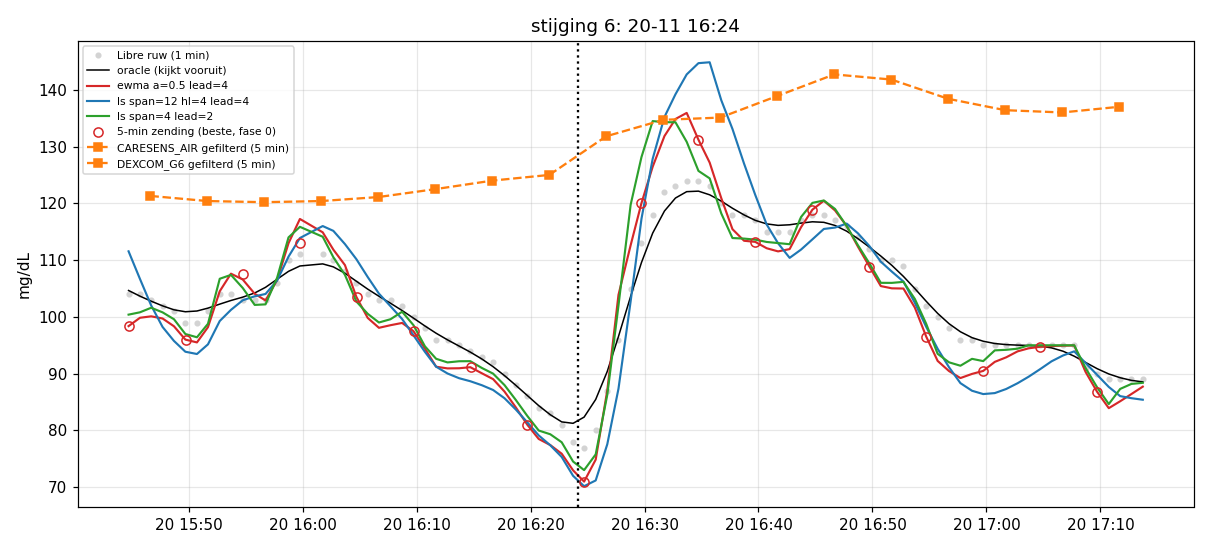 stijging 6: 20-11 16:24
Libre ruw (1 min)
oracle (kijkt vooruit)
ewma a=0.5 lead=4
ls span=12 hl=4 lead=4
ls span=4 lead=2
5-min zending (beste, fase 0)
CARESENS_AIR gefilterd (5 min)
DEXCOM_G6 gefilterd (5 min)
mg/dL
140
130
120
110
100
90
80
70
20 15:50 20 16:00 20 16:10 20 16:20 20 16:30 20 16:40 20 16:50 20 17:00 20 17:10